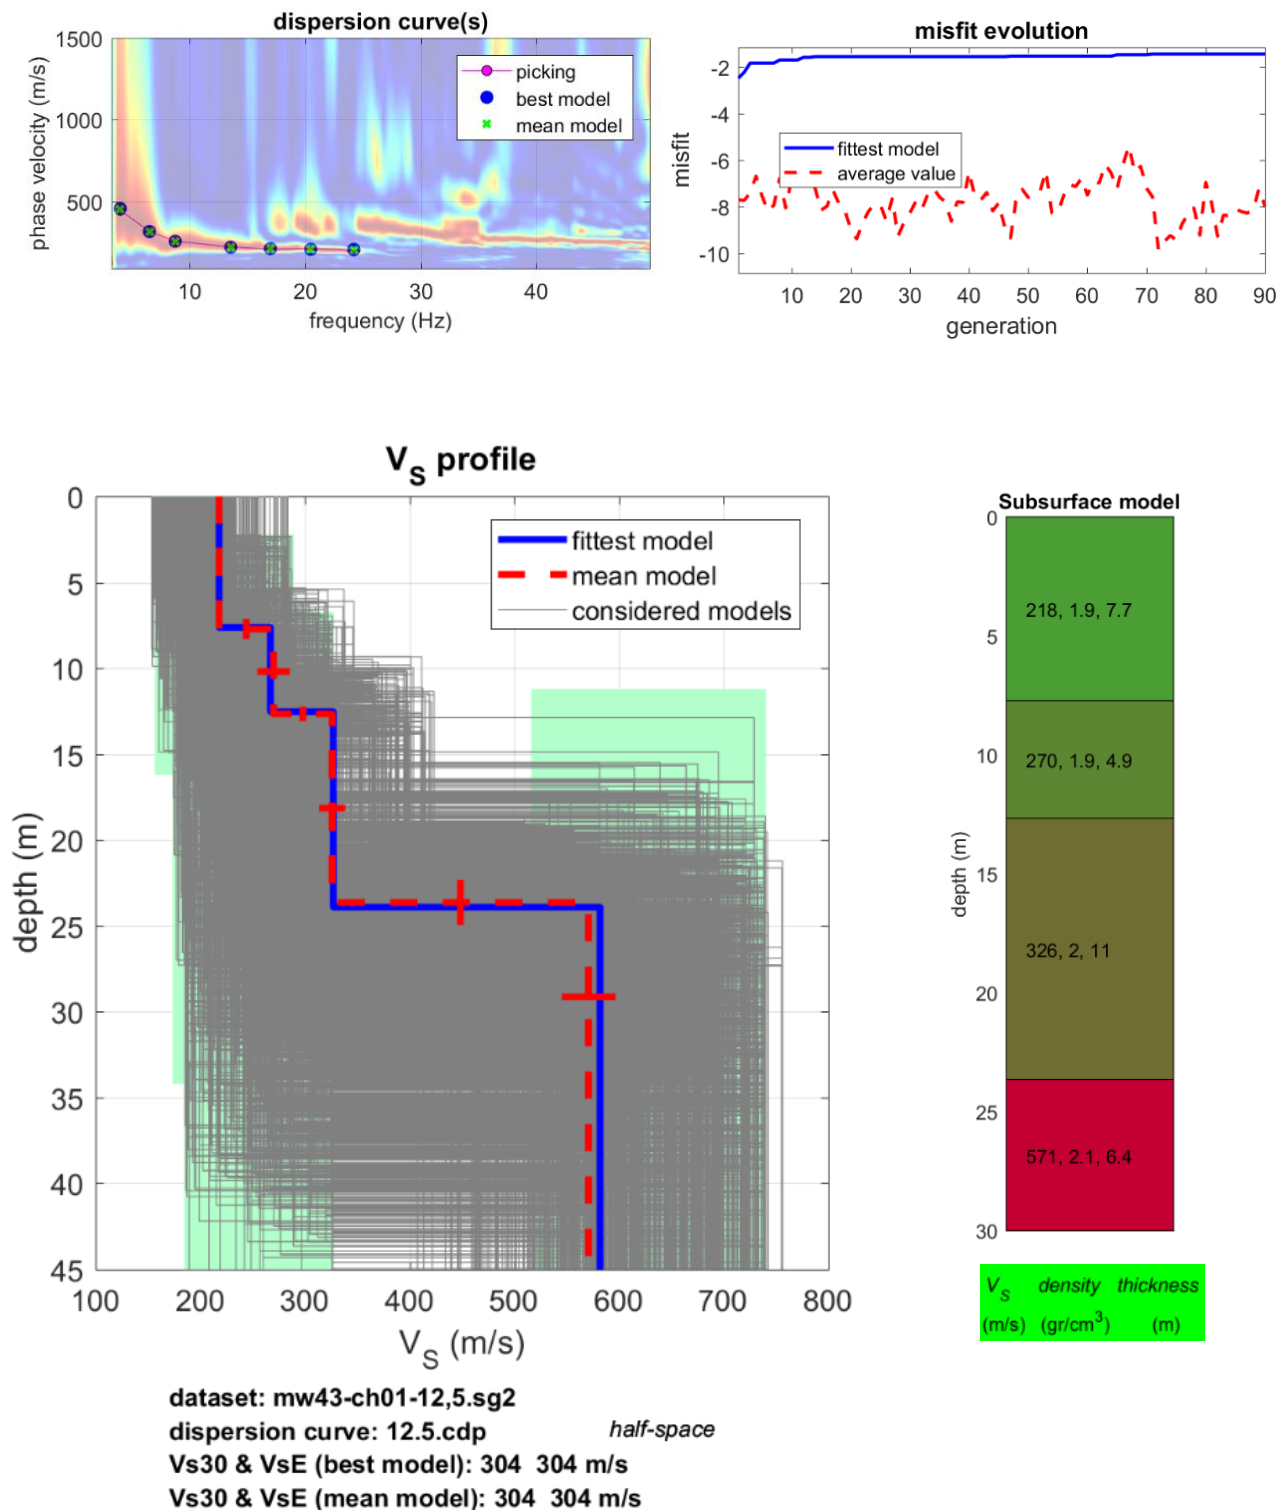 dispersion curve(s)
1500
1000
500
phase velocity (m/s)
picking
best model
mean model
10 20 30 40
frequency (Hz)
misfit evolution
-2
-4
-6
-8
-10
misfit
fittest model
average value
10 20 30 40 50 60 70 80 90
generation
VS profile
0
5
10
15
20
25
30
35
40
45
depth (m)
fittest model
mean model
considered models
100 200 300 400 500 600 700 800
VS (m/s)
Subsurface model
0
5
10
15
20
25
30
depth (m)
218, 1.9, 7.7
270, 1.9, 4.9
326, 2, 11
571, 2.1, 6.4
VS density thickness
(m/s) (gr/cm3) (m)
dataset: mw43-ch01-12,5.sg2
dispersion curve: 12.5.cdp half-space
Vs30 & VsE (best model): 304 304 m/s
Vs30 & VsE (mean model): 304 304 m/s